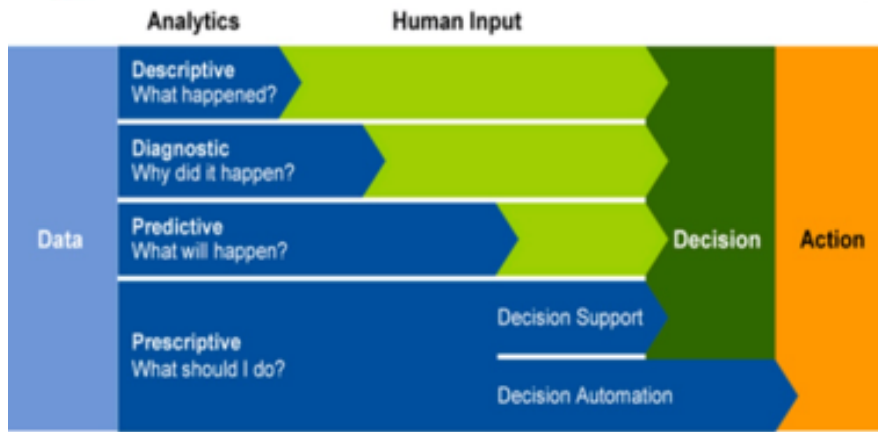 Analytics
Human Input
Descriptive
What happened?
Diagnostic
Why did it happen?
Predictive
What will happen?
Data
Decision
Action
Decision Support
Prescriptive
What should I do?
Decision Automation